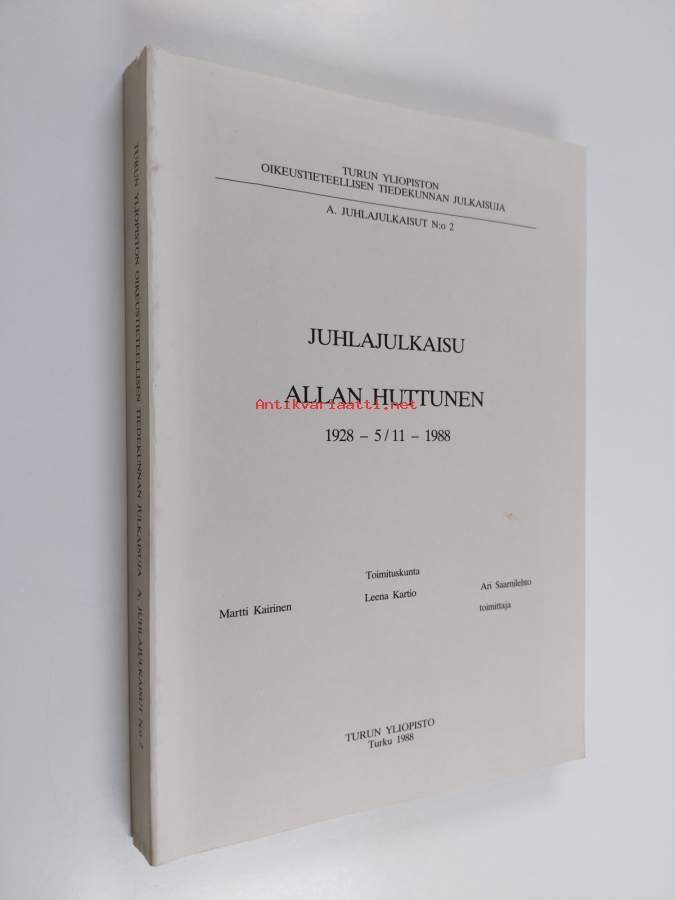 TURUN YLIOPISTON OIKEUSTIETEELLISEN TIEDEKUNNAN JULKAISUJA A. JUHLAJULKAISUT N:o 2
TURUN YLIOPISTON
OIKEUSTIETEELLISEN TIEDEKUNNAN JULKAISUJA
A. JUHLAJULKAISUT N:o 2
JUHLAJULKAISU
ALLAN HUTTUNEN
Antikvariaatti.net
1928 – 5/11 – 1988
Toimituskunta
Martti Kairinen
Leena Kartio
Ari Saarnilehto
toimittaja
TURUN YLIOPISTO
Turku 1988